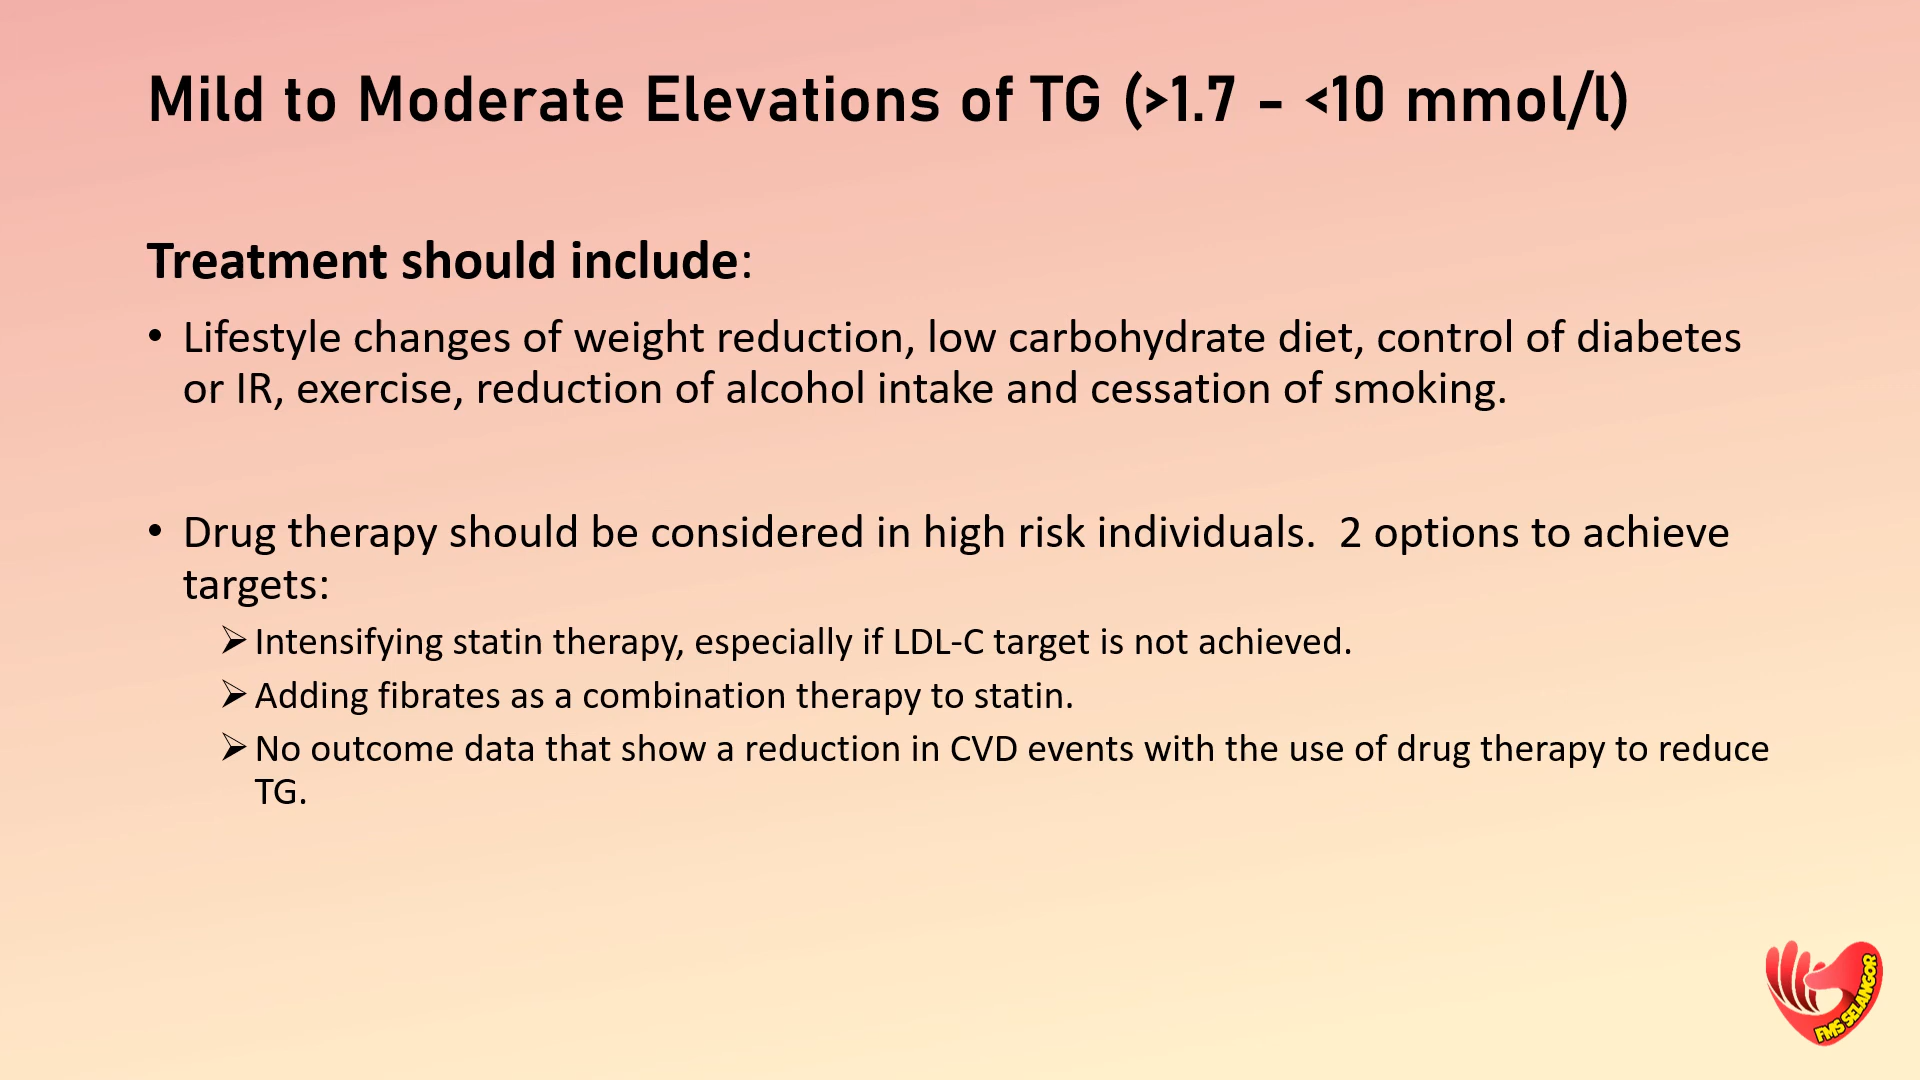 Mild to Moderate Elevations of TG (>1.7 - <10 mmol/l)
Treatment should include:
• Lifestyle changes of weight reduction, low carbohydrate diet, control of diabetes
or IR, exercise, reduction of alcohol intake and cessation of smoking.
• Drug therapy should be considered in high risk individuals.  2 options to achieve
targets:
➢ Intensifying statin therapy, especially if LDL-C target is not achieved.
➢ Adding fibrates as a combination therapy to statin.
➢ No outcome data that show a reduction in CVD events with the use of drug therapy to reduce
TG.
FMS SELANGOR